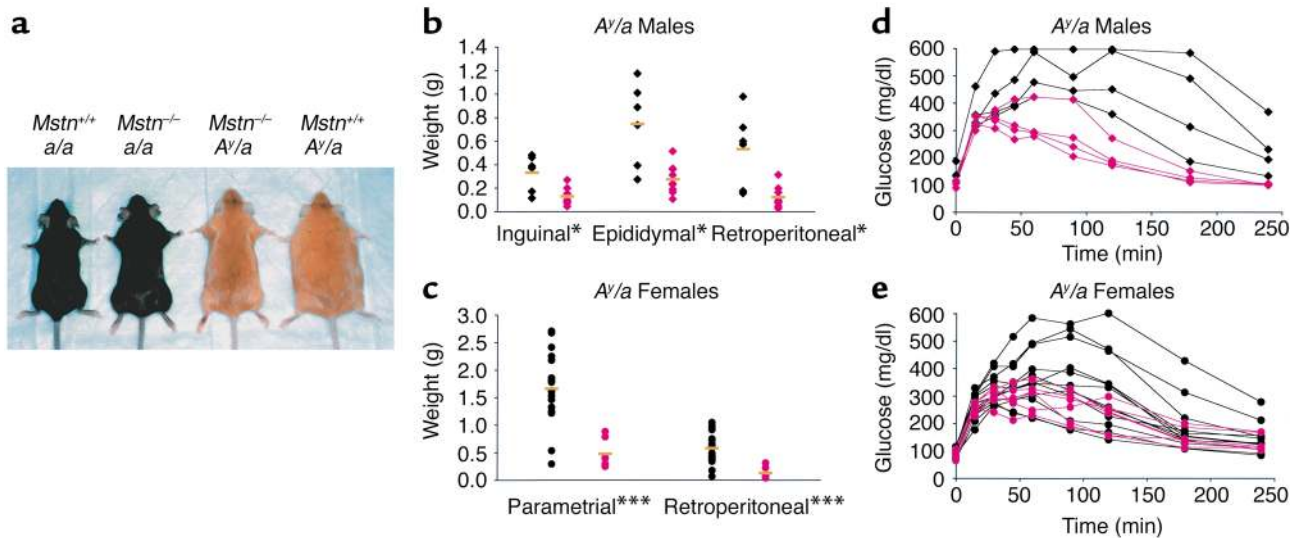 a
Mstn+/+ Mstn–/– Mstn–/– Mstn+/+
a/a a/a Aʸ/a Aʸ/a
b
Aʸ/a Males
Weight (g)
1.4
1.2
1.0
0.8
0.6
0.4
0.2
0.0
Inguinal* Epididymal* Retroperitoneal*
c
Aʸ/a Females
Weight (g)
3.0
2.5
2.0
1.5
1.0
0.5
0.0
Parametrial*** Retroperitoneal***
d
Aʸ/a Males
Glucose (mg/dl)
600
500
400
300
200
100
0
0 50 100 150 200 250
Time (min)
e
Aʸ/a Females
Glucose (mg/dl)
600
500
400
300
200
100
0
0 50 100 150 200 250
Time (min)